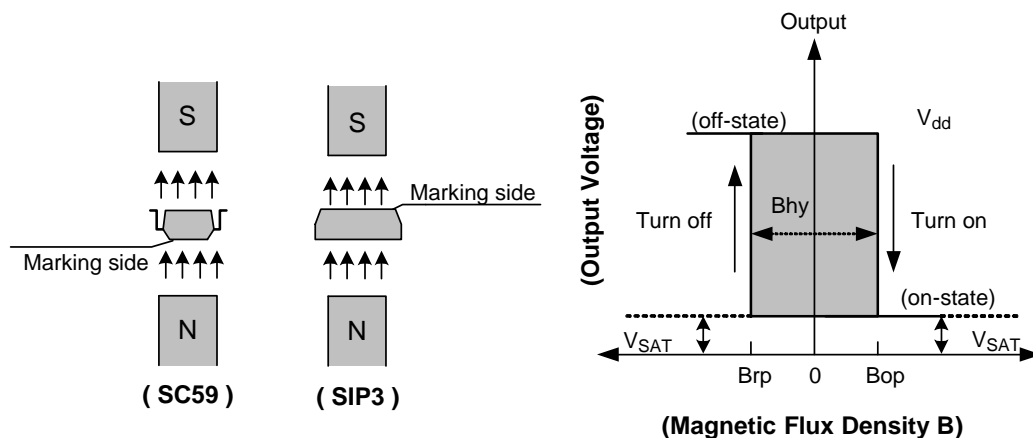 S
N
Marking side
( SC59 )
S
N
Marking side
( SIP3 )
Output
(Output Voltage)
(off-state)
Vdd
Turn off
Bhy
Turn on
(on-state)
VSAT
VSAT
Brp
0
Bop
(Magnetic Flux Density B)